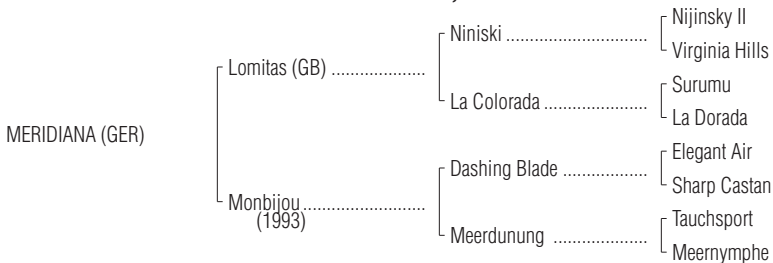 Nijinsky II
Niniski ..............................
Virginia Hills
Lomitas (GB) ....................
Surumu
La Colorada ......................
La Dorada
MERIDIANA (GER)
Elegant Air
Dashing Blade ..................
Sharp Castan
Monbijou ..........................
(1993)
Tauchsport
Meerdunung ....................
Meernymphe